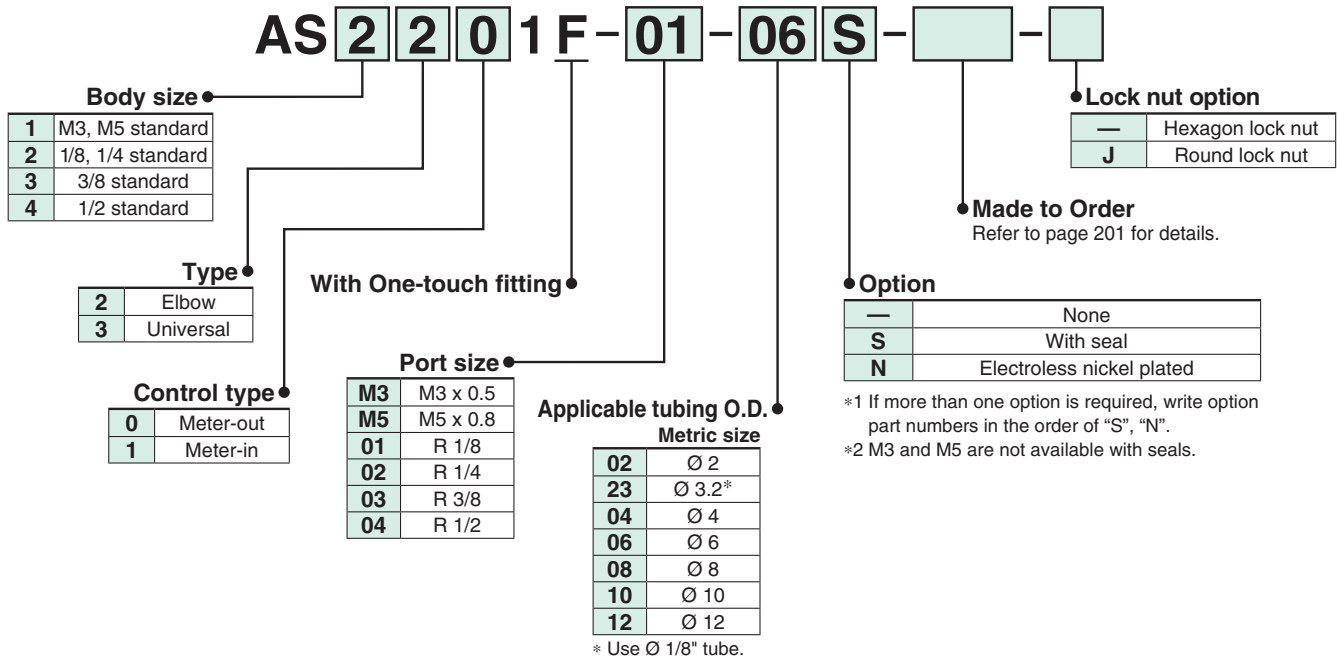 AS 2 2 0 1 F - 01 - 06 S - -
Body size
1 M3, M5 standard
2 1/8, 1/4 standard
3 3/8 standard
4 1/2 standard
Type
2 Elbow
3 Universal
Control type
0 Meter-out
1 Meter-in
With One-touch fitting
Port size
M3 M3 x 0.5
M5 M5 x 0.8
01 R 1/8
02 R 1/4
03 R 3/8
04 R 1/2
Applicable tubing O.D.
Metric size
02 Ø 2
23 Ø 3.2*
04 Ø 4
06 Ø 6
08 Ø 8
10 Ø 10
12 Ø 12
* Use Ø 1/8" tube.
Lock nut option
— Hexagon lock nut
J Round lock nut
Made to Order
Refer to page 201 for details.
Option
— None
S With seal
N Electroless nickel plated
*1 If more than one option is required, write option
part numbers in the order of “S”, “N”.
*2 M3 and M5 are not available with seals.